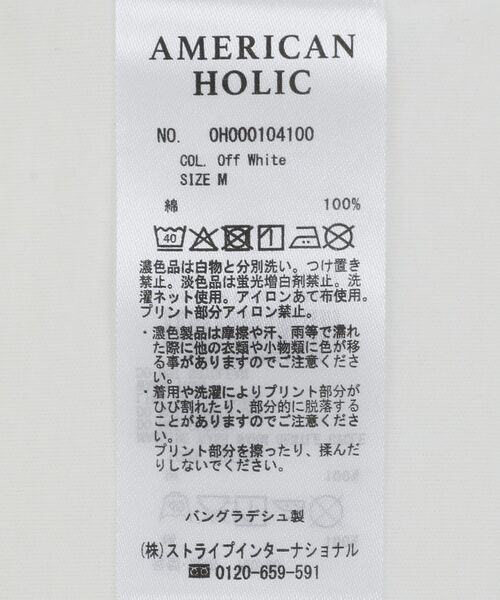 AMERICAN
HOLIC
NO. OH000104100
COL. Off White
SIZE M
綿 100%
40
濃色品は白物と分別洗い。つけ置き
禁止。淡色品は蛍光増白剤禁止。洗
濯ネット使用。アイロンあて布使用。
プリント部分アイロン禁止。
・濃色製品は摩擦や汗、雨等で濡れ
た際に他の衣類や小物類に色が移
る事がありますのでご注意くださ
い。
・着用や洗濯によりプリント部分が
ひび割れたり、部分的に脱落する
ことがありますのでご注意くださ
い。
プリント部分を擦ったり、揉んだ
りしないでください。
バングラデシュ製
(株)ストライプインターナショナル
0120-659-591